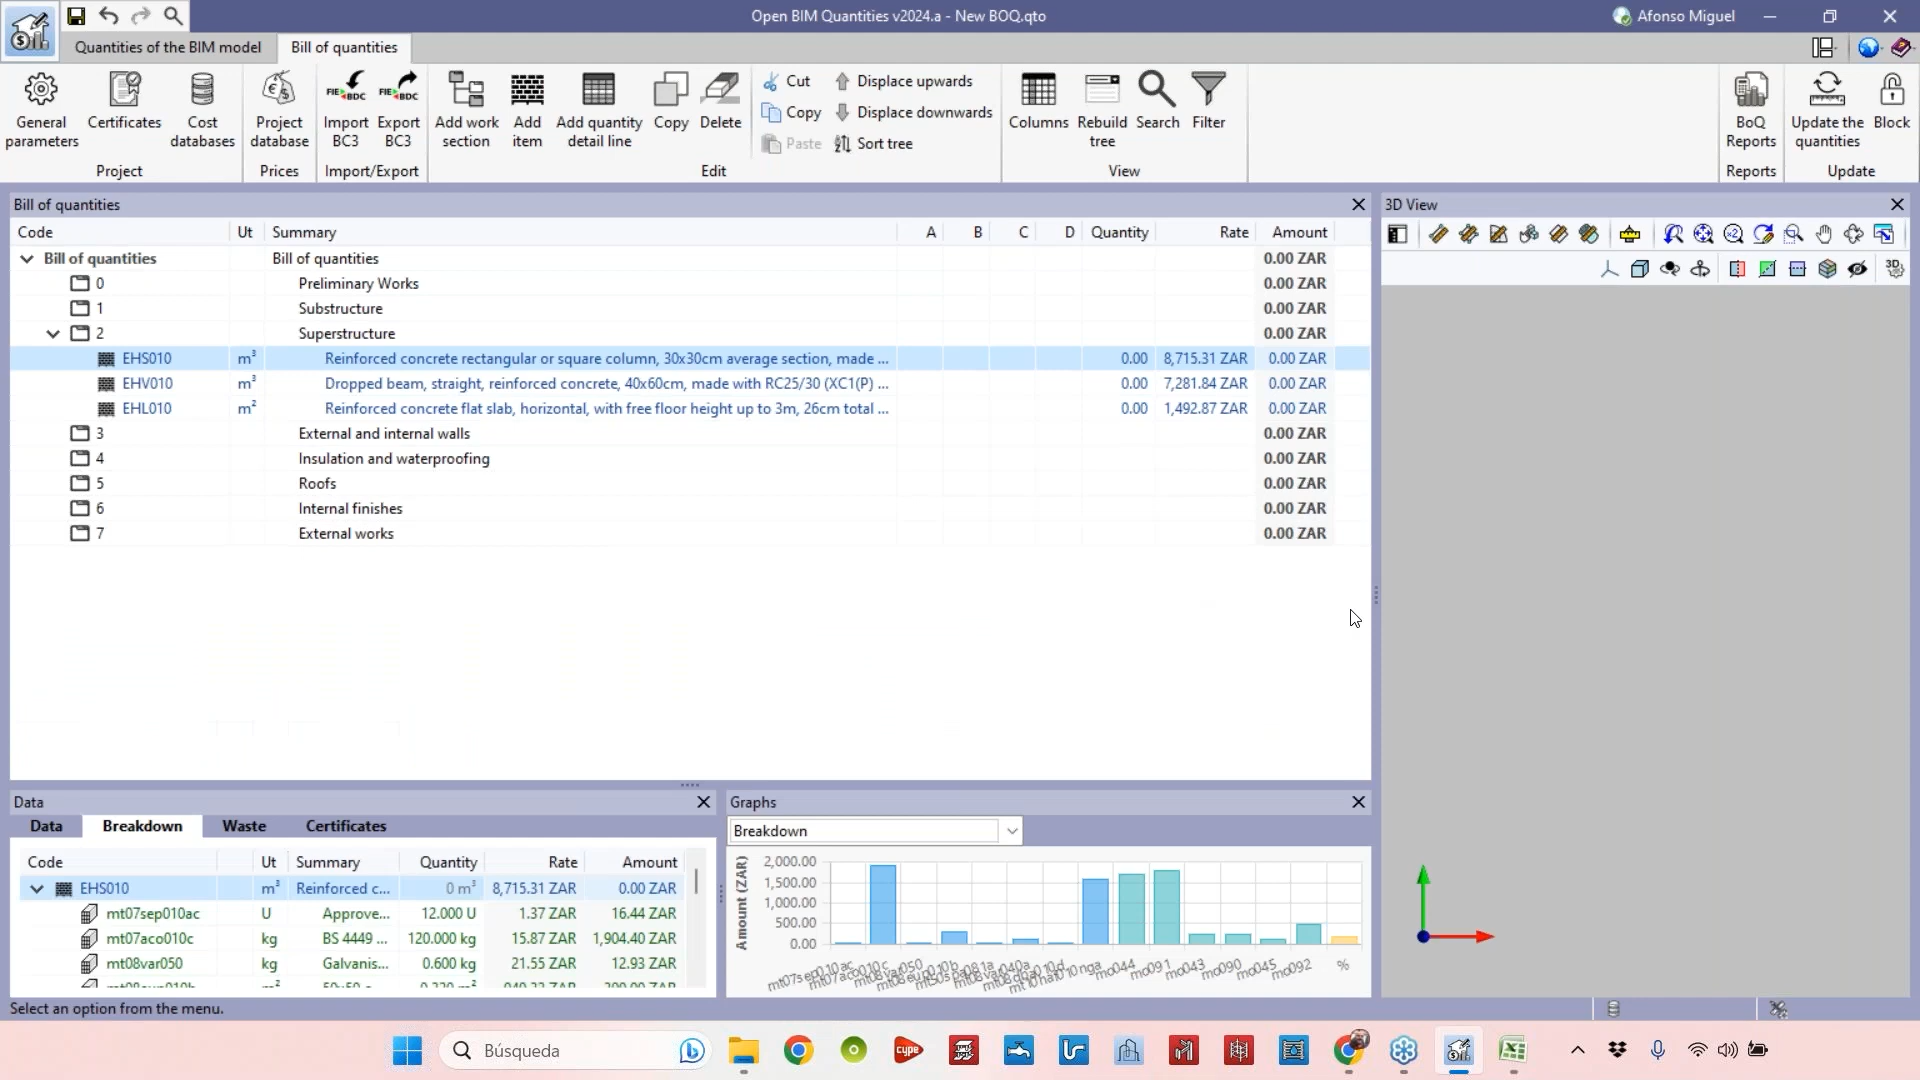 Open BIM Quantities v2024.a - New BOQ.qto
Afonso Miguel
Quantities of the BIM model
Bill of quantities
General parameters
Certificates
Cost databases
Project
Project database
Prices
Import BC3
Export BC3
Import/Export
Add work section
Add item
Add quantity detail line
Copy
Delete
Cut
Copy
Paste
Displace upwards
Displace downwards
Sort tree
Edit
Columns
Rebuild tree
Search
Filter
View
BoQ Reports
Reports
Update the quantities
Block
Update
Bill of quantities
Code Ut Summary A B C D Quantity Rate Amount
Bill of quantities Bill of quantities 0.00 ZAR
0 Preliminary Works 0.00 ZAR
1 Substructure 0.00 ZAR
2 Superstructure 0.00 ZAR
EHS010 m³ Reinforced concrete rectangular or square column, 30x30cm average section, made ... 0.00 8,715.31 ZAR 0.00 ZAR
EHV010 m³ Dropped beam, straight, reinforced concrete, 40x60cm, made with RC25/30 (XC1(P) ... 0.00 7,281.84 ZAR 0.00 ZAR
EHL010 m² Reinforced concrete flat slab, horizontal, with free floor height up to 3m, 26cm total ... 0.00 1,492.87 ZAR 0.00 ZAR
3 External and internal walls 0.00 ZAR
4 Insulation and waterproofing 0.00 ZAR
5 Roofs 0.00 ZAR
6 Internal finishes 0.00 ZAR
7 External works 0.00 ZAR
3D View
Data
Data Breakdown Waste Certificates
Code Ut Summary Quantity Rate Amount
EHS010 m³ Reinforced c... 0 m³ 8,715.31 ZAR 0.00 ZAR
mt07sep010ac U Approve... 12.000 U 1.37 ZAR 16.44 ZAR
mt07aco010c kg BS 4449 ... 120.000 kg 15.87 ZAR 1,904.40 ZAR
mt08var050 kg Galvanis... 0.600 kg 21.55 ZAR 12.93 ZAR
Graphs
Breakdown
Amount (ZAR)
2,000.00
1,500.00
1,000.00
500.00
0.00
mo044 mo091 mo043 mo090 mo045 mo092 %
Select an option from the menu.
Búsqueda
cype